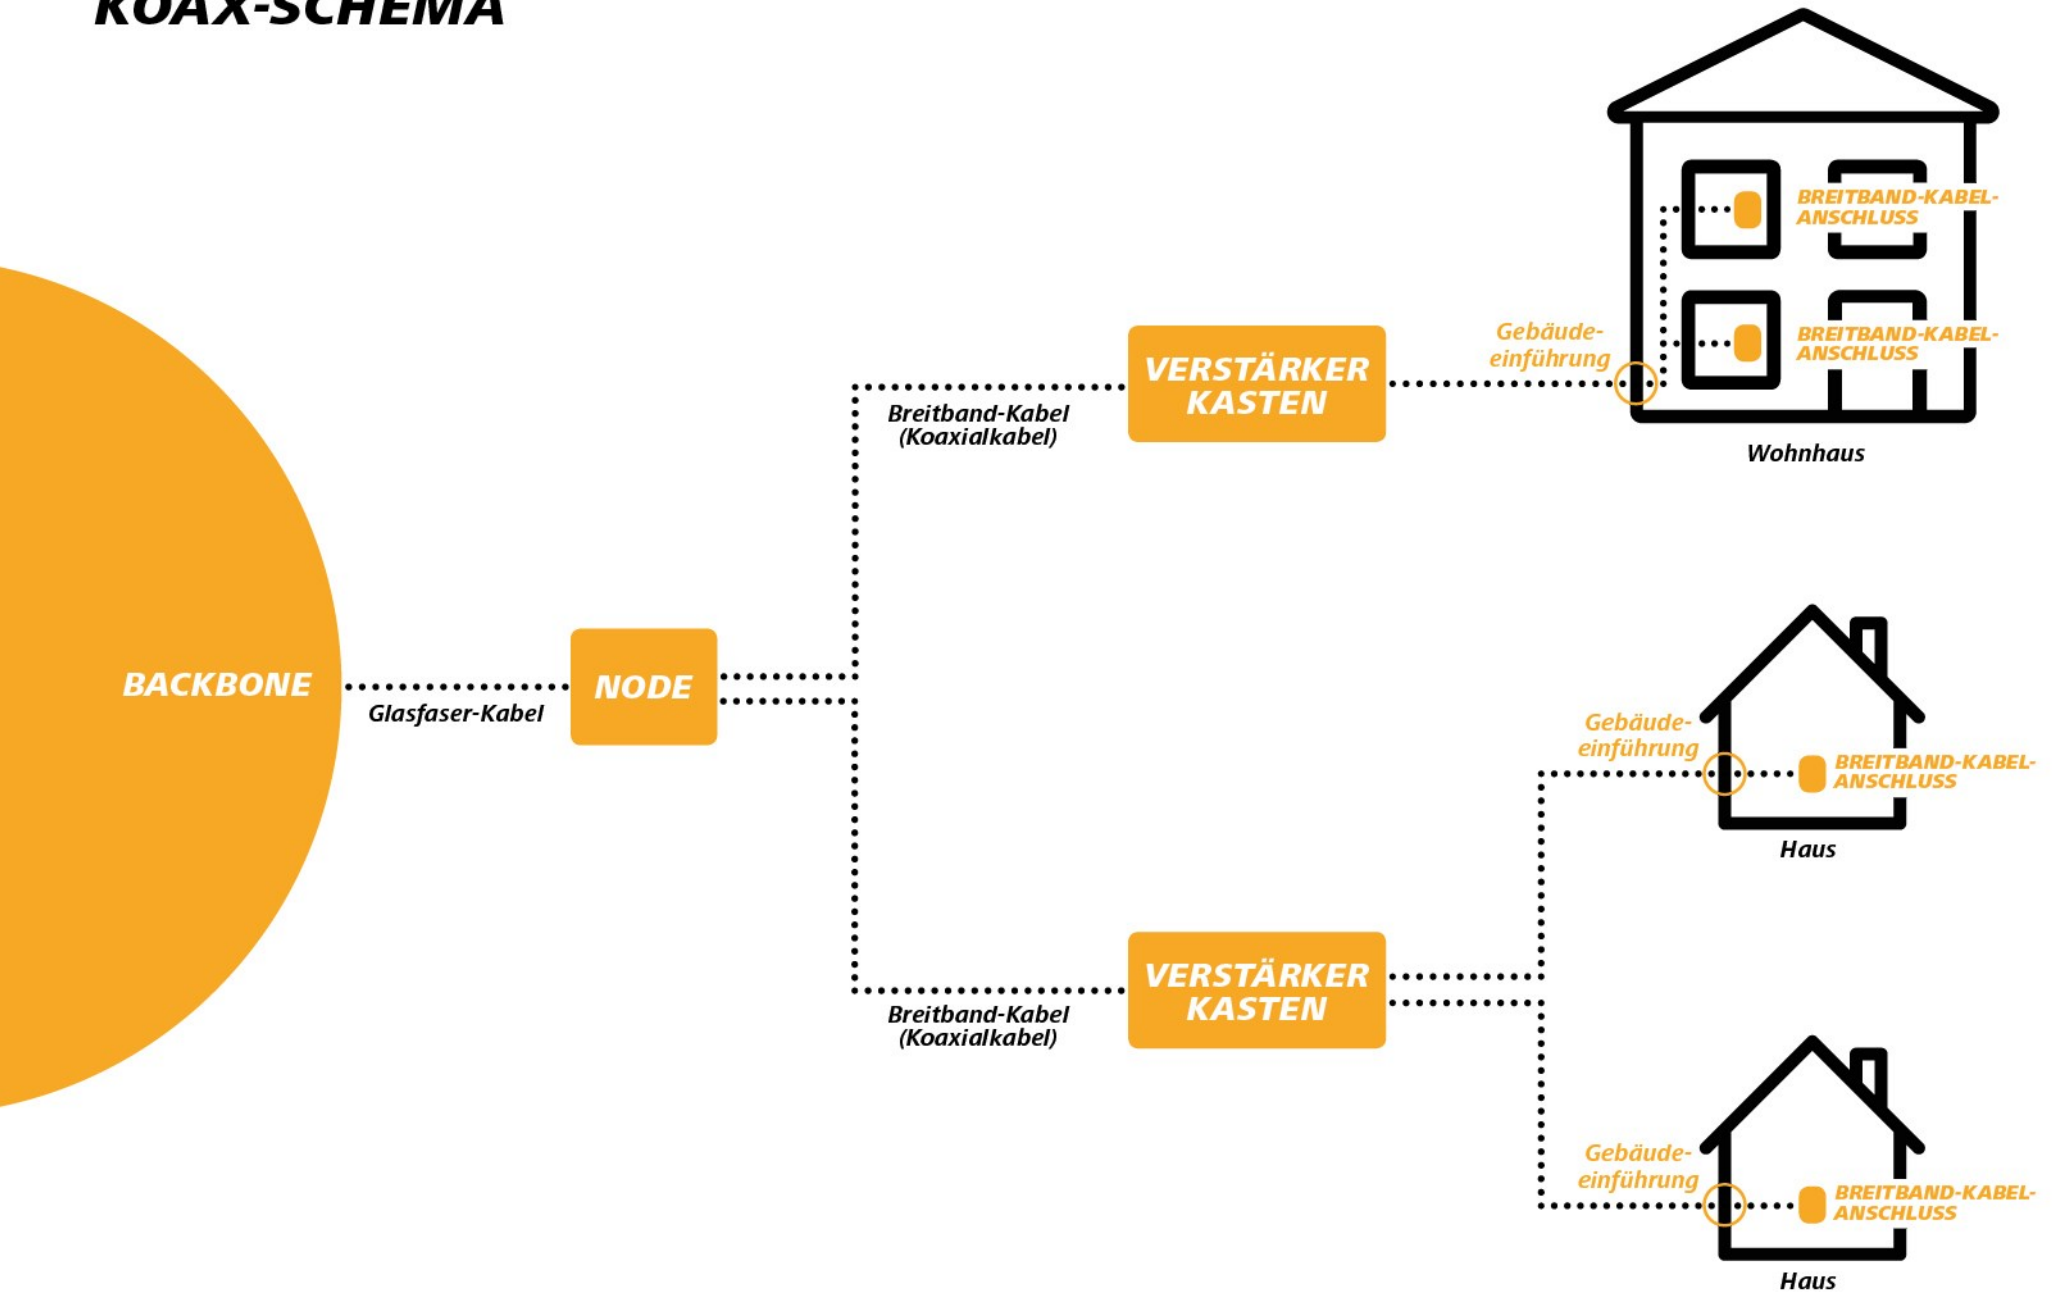 KOAX-SCHEMA
BREITBAND-KABEL-
ANSCHLUSS
Gebäude-
einführung
VERSTÄRKER
KASTEN
BREITBAND-KABEL-
ANSCHLUSS
Breitband-Kabel
(Koaxialkabel)
Wohnhaus
BACKBONE
Glasfaser-Kabel
NODE
Gebäude-
einführung
BREITBAND-KABEL-
ANSCHLUSS
Haus
VERSTÄRKER
KASTEN
Breitband-Kabel
(Koaxialkabel)
Gebäude-
einführung
BREITBAND-KABEL-
ANSCHLUSS
Haus